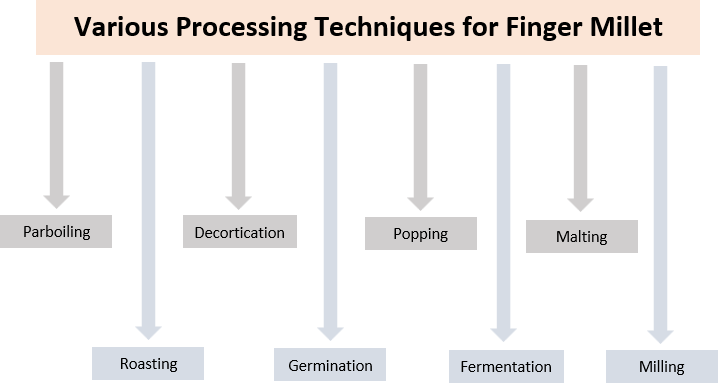 Various Processing Techniques for Finger Millet
Parboiling
Decortication
Popping
Malting
Roasting
Germination
Fermentation
Milling